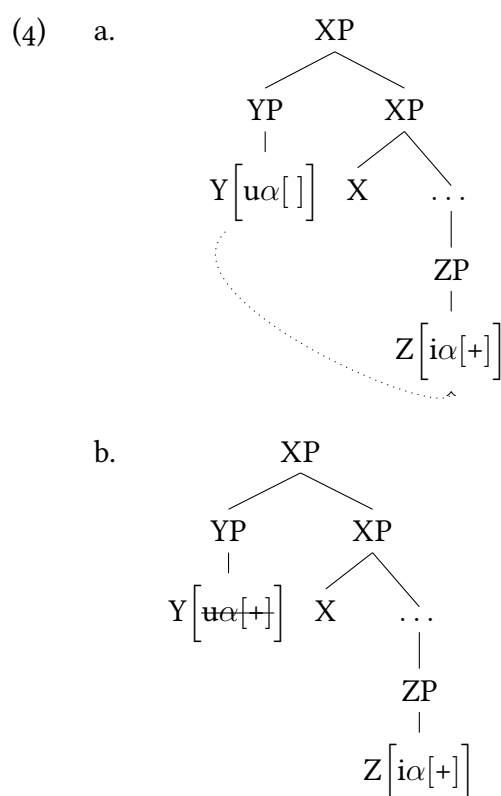 (4) a. XP
YP XP
Y[uα[ ]] X ...
ZP
Z[iα[+]]
b. XP
YP XP
Y[uα[+]] X ...
ZP
Z[iα[+]]